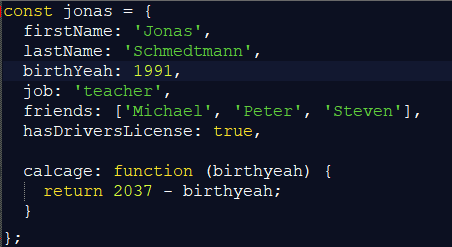 const jonas = {
  firstName: 'Jonas',
  lastName: 'Schmedtmann',
  birthYeah: 1991,
  job: 'teacher',
  friends: ['Michael', 'Peter', 'Steven'],
  hasDriversLicense: true,

  calcage: function (birthyeah) {
    return 2037 - birthyeah;
  }
};